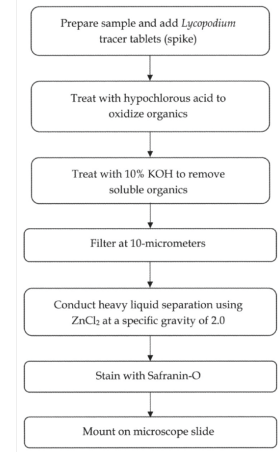 Prepare sample and add Lycopodium
tracer tablets (spike)
Treat with hypochlorous acid to
oxidize organics
Treat with 10% KOH to remove
soluble organics
Filter at 10-micrometers
Conduct heavy liquid separation using
ZnCl₂ at a specific gravity of 2.0
Stain with Safranin-O
Mount on microscope slide